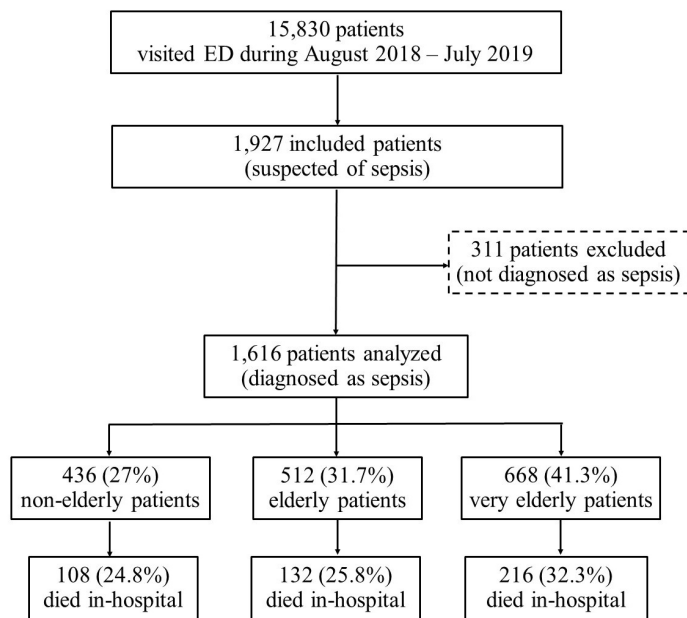 15,830 patients
visited ED during August 2018 – July 2019
1,927 included patients
(suspected of sepsis)
311 patients excluded
(not diagnosed as sepsis)
1,616 patients analyzed
(diagnosed as sepsis)
436 (27%)
non-elderly patients
512 (31.7%)
elderly patients
668 (41.3%)
very elderly patients
108 (24.8%)
died in-hospital
132 (25.8%)
died in-hospital
216 (32.3%)
died in-hospital